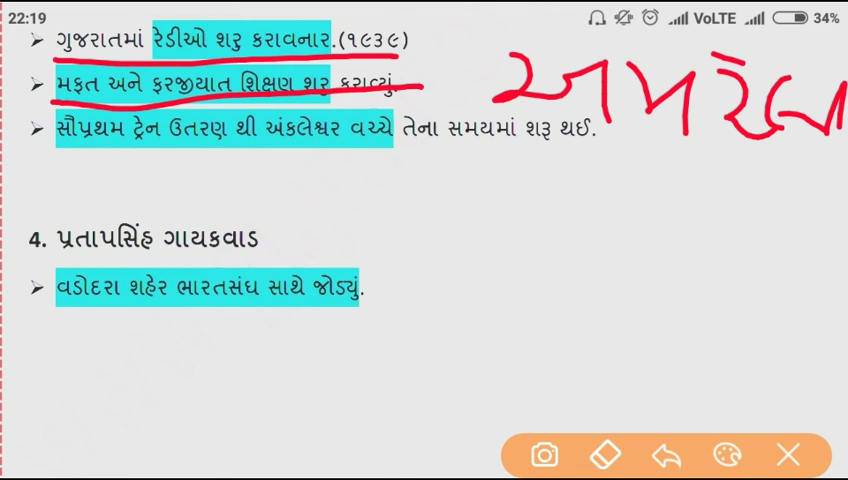 22:19 VoLTE 34%
➢ ગુજરાતમાં રેડીઓ શરુ કરાવનાર.(૧૯૩૯)
➢ મફત અને ફરજીયાત શિક્ષણ શરુ કરાવ્યું.
➢ સૌપ્રથમ ટ્રેન ઉતરણ થી અંકલેશ્વર વચ્ચે તેના સમયમાં શરૂ થઈ.
4. પ્રતાપસિંહ ગાયકવાડ
➢ વડોદરા શહેર ભારતસંઘ સાથે જોડ્યું.